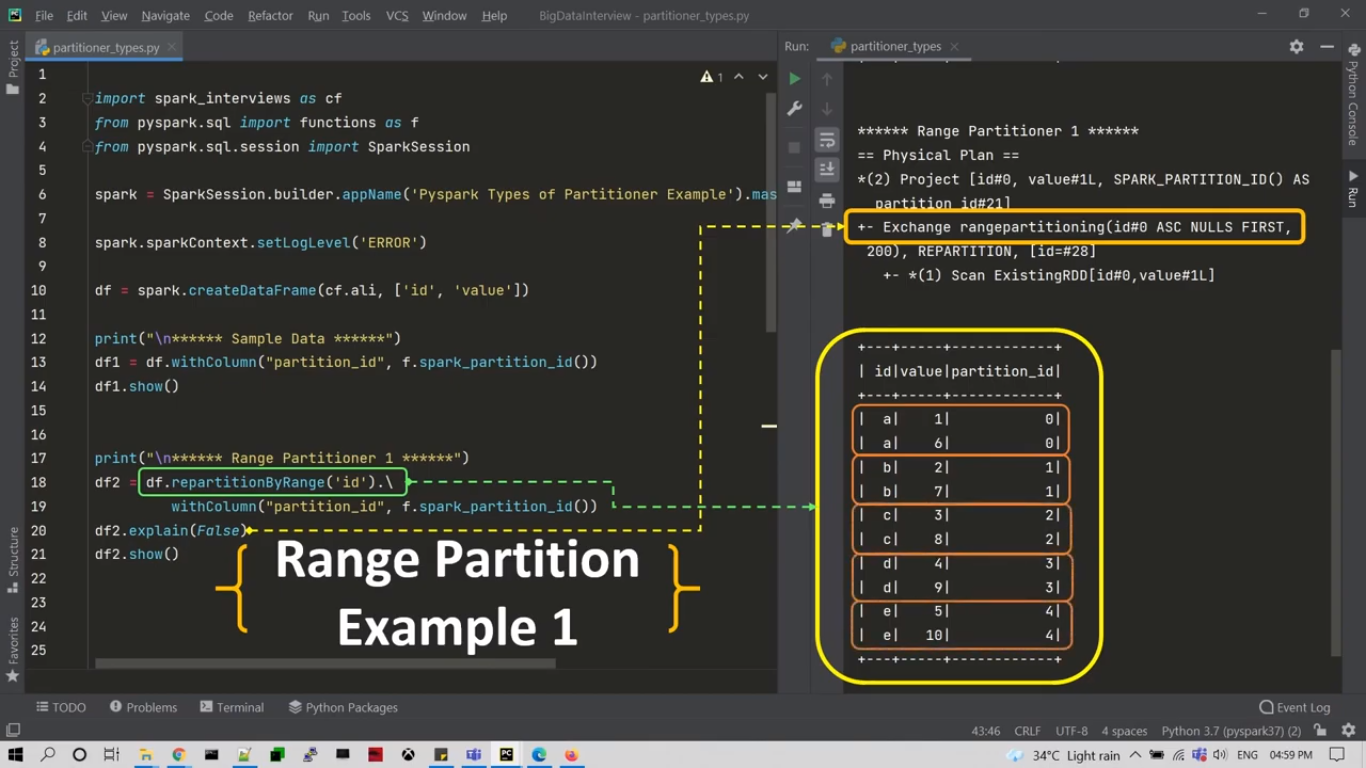 File Edit View Navigate Code Refactor Run Tools VCS Window Help BigDataInterview - partitioner_types.py
partitioner_types.py
Project
1
2 import spark_interviews as cf
3 from pyspark.sql import functions as f
4 from pyspark.sql.session import SparkSession
5
6 spark = SparkSession.builder.appName('Pyspark Types of Partitioner Example').mas
7
8 spark.sparkContext.setLogLevel('ERROR')
9
10 df = spark.createDataFrame(cf.ali, ['id', 'value'])
11
12 print("\n****** Sample Data ******")
13 df1 = df.withColumn("partition_id", f.spark_partition_id())
14 df1.show()
15
16
17 print("\n****** Range Partitioner 1 ******")
18 df2 = df.repartitionByRange('id').\
19 withColumn("partition_id", f.spark_partition_id())
20 df2.explain(False)
21 df2.show()
22
23
24
25
1
Range Partition
Example 1
Structure
Favorites
Run: partitioner_types
****** Range Partitioner 1 ******
== Physical Plan ==
*(2) Project [id#0, value#1L, SPARK_PARTITION_ID() AS
partition_id#21]
+- Exchange rangepartitioning(id#0 ASC NULLS FIRST,
200), REPARTITION, [id=#28]
+- *(1) Scan ExistingRDD[id#0,value#1L]
+---+-----+------------+
| id|value|partition_id|
+---+-----+------------+
| a| 1| 0|
| a| 6| 0|
| b| 2| 1|
| b| 7| 1|
| c| 3| 2|
| c| 8| 2|
| d| 4| 3|
| d| 9| 3|
| e| 5| 4|
| e| 10| 4|
+---+-----+------------+
Python Console
Run
TODO Problems Terminal Python Packages Event Log
43:46 CRLF UTF-8 4 spaces Python 3.7 (pyspark37) (2)
34°C Light rain ENG 04:59 PM